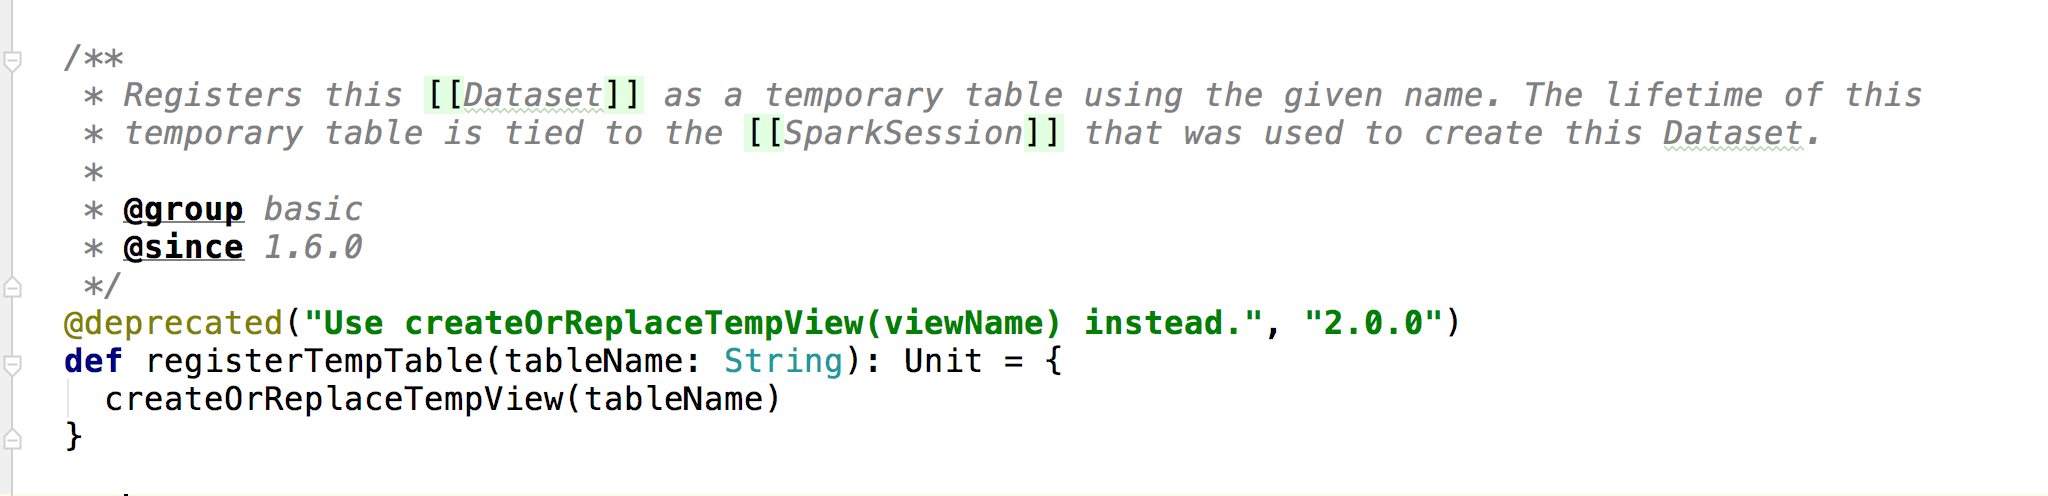 /**
 * Registers this [[Dataset]] as a temporary table using the given name. The lifetime of this
 * temporary table is tied to the [[SparkSession]] that was used to create this Dataset.
 *
 * @group basic
 * @since 1.6.0
 */
@deprecated("Use createOrReplaceTempView(viewName) instead.", "2.0.0")
def registerTempTable(tableName: String): Unit = {
  createOrReplaceTempView(tableName)
}